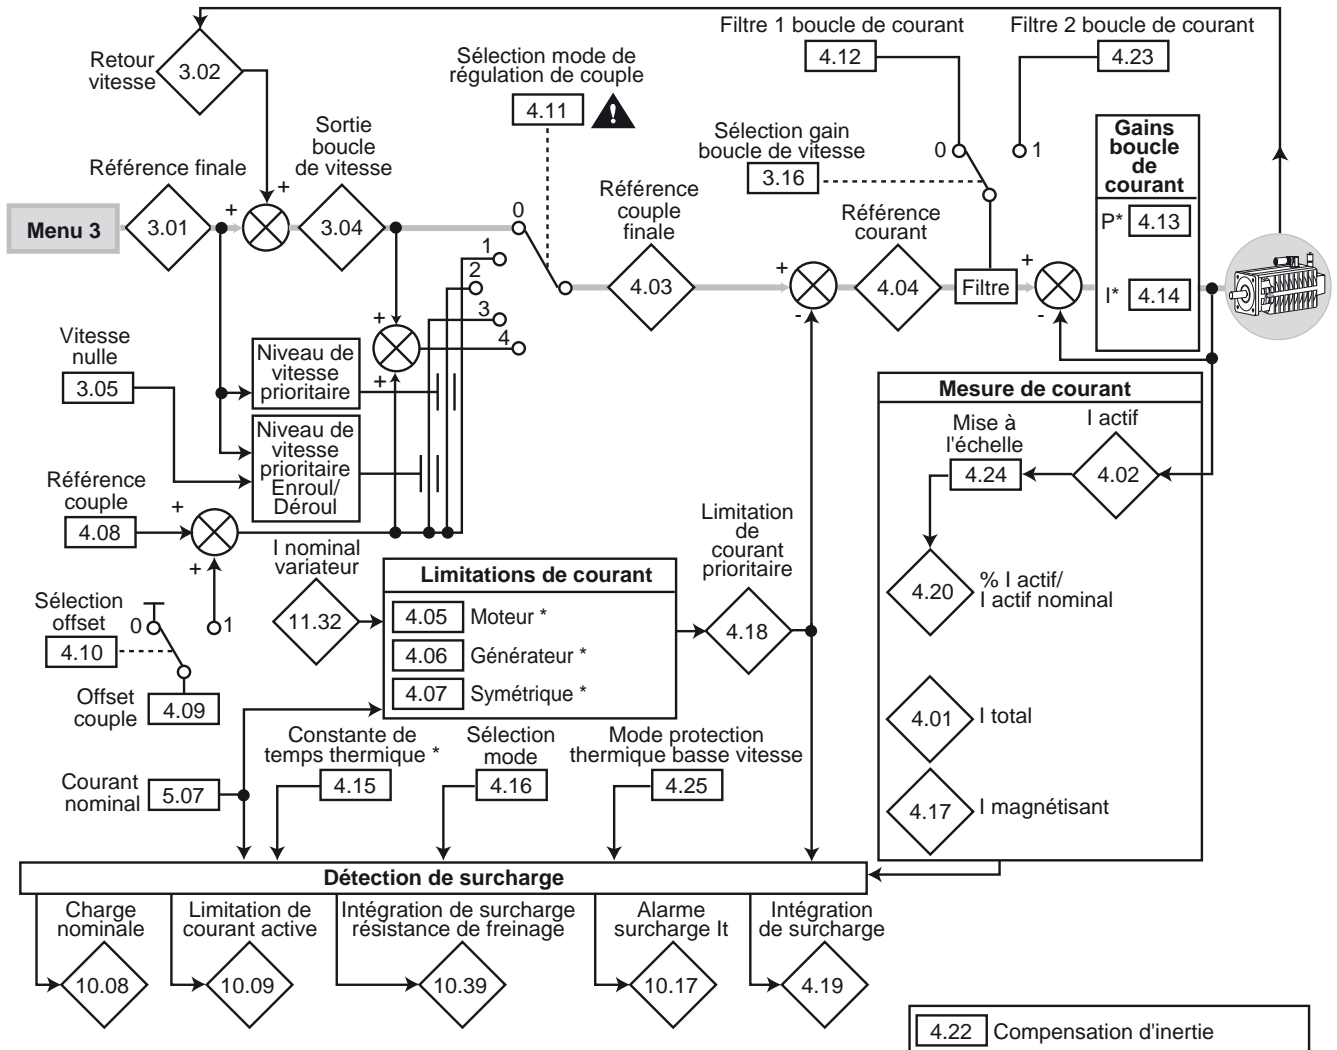 Filtre 1 boucle de courant
4.12
Filtre 2 boucle de courant
4.23
Retour
vitesse
3.02
Sélection mode de
régulation de couple
4.11
!
Sortie
boucle
de vitesse
Sélection gain
boucle de vitesse
3.16
0
1
Gains
boucle
de
courant
P*
4.13
I*
4.14
Référence finale
Menu 3
3.01
+
+
3.04
0
1
2
3
4
Référence
couple
finale
4.03
+
-
Référence
courant
4.04
Filtre
+
-
Vitesse
nulle
3.05
Niveau de
vitesse
prioritaire
+
+
Niveau de
vitesse
prioritaire
Enroul/
Déroul
Référence
couple
4.08
+
+
Sélection
offset
4.10
0
1
Offset
couple
4.09
I nominal
variateur
11.32
Limitations de courant
4.05 Moteur *
4.06 Générateur *
4.07 Symétrique *
Limitation
de
courant
prioritaire
4.18
Mesure de courant
Mise à
l'échelle
4.24
I actif
4.02
4.20
% I actif/
I actif nominal
4.01
I total
4.17
I magnétisant
Courant
nominal
5.07
Constante de
temps thermique *
4.15
Sélection
mode
4.16
Mode protection
thermique basse vitesse
4.25
Détection de surcharge
Charge
nominale
10.08
Limitation de
courant active
10.09
Intégration de surcharge
résistance de freinage
10.39
Alarme
surcharge It
10.17
Intégration
de surcharge
4.19
4.22 Compensation d'inertie